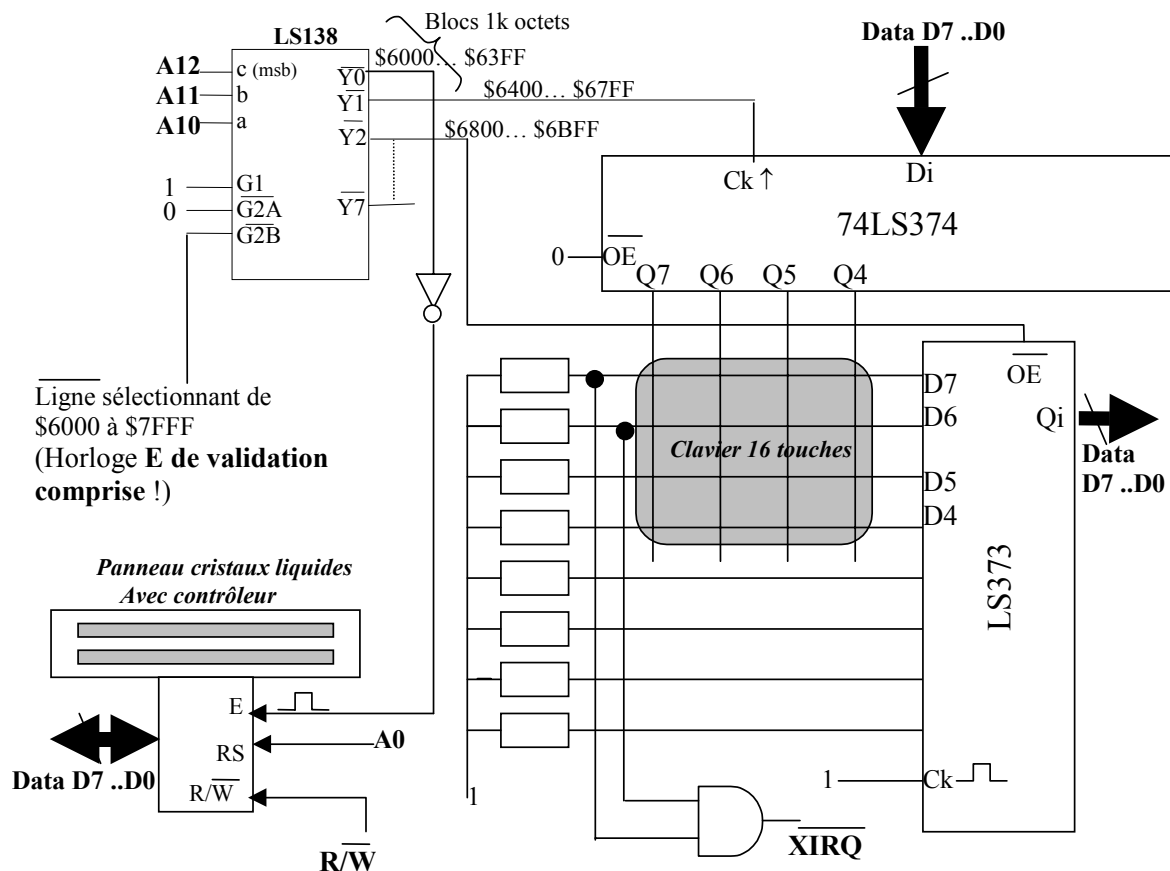 Blocs 1k octets
LS138
Data D7 ..D0
A12
c (msb)
Y0
$6000… $63FF
A11
b
Y1
$6400… $67FF
A10
a
Y2
$6800… $6BFF
1
G1
0
G2A
Y7
G2B
Ck ↑
Di
74LS374
0
OE
Q7
Q6
Q5
Q4
Ligne sélectionnant de
$6000 à $7FFF
(Horloge E de validation
comprise !)
D7
OE
D6
Qi
Clavier 16 touches
Data
D7 ..D0
D5
D4
LS373
Panneau cristaux liquides
Avec contrôleur
E
RS
A0
Data D7 ..D0
R/W
1
1
Ck
XIRQ
R/W